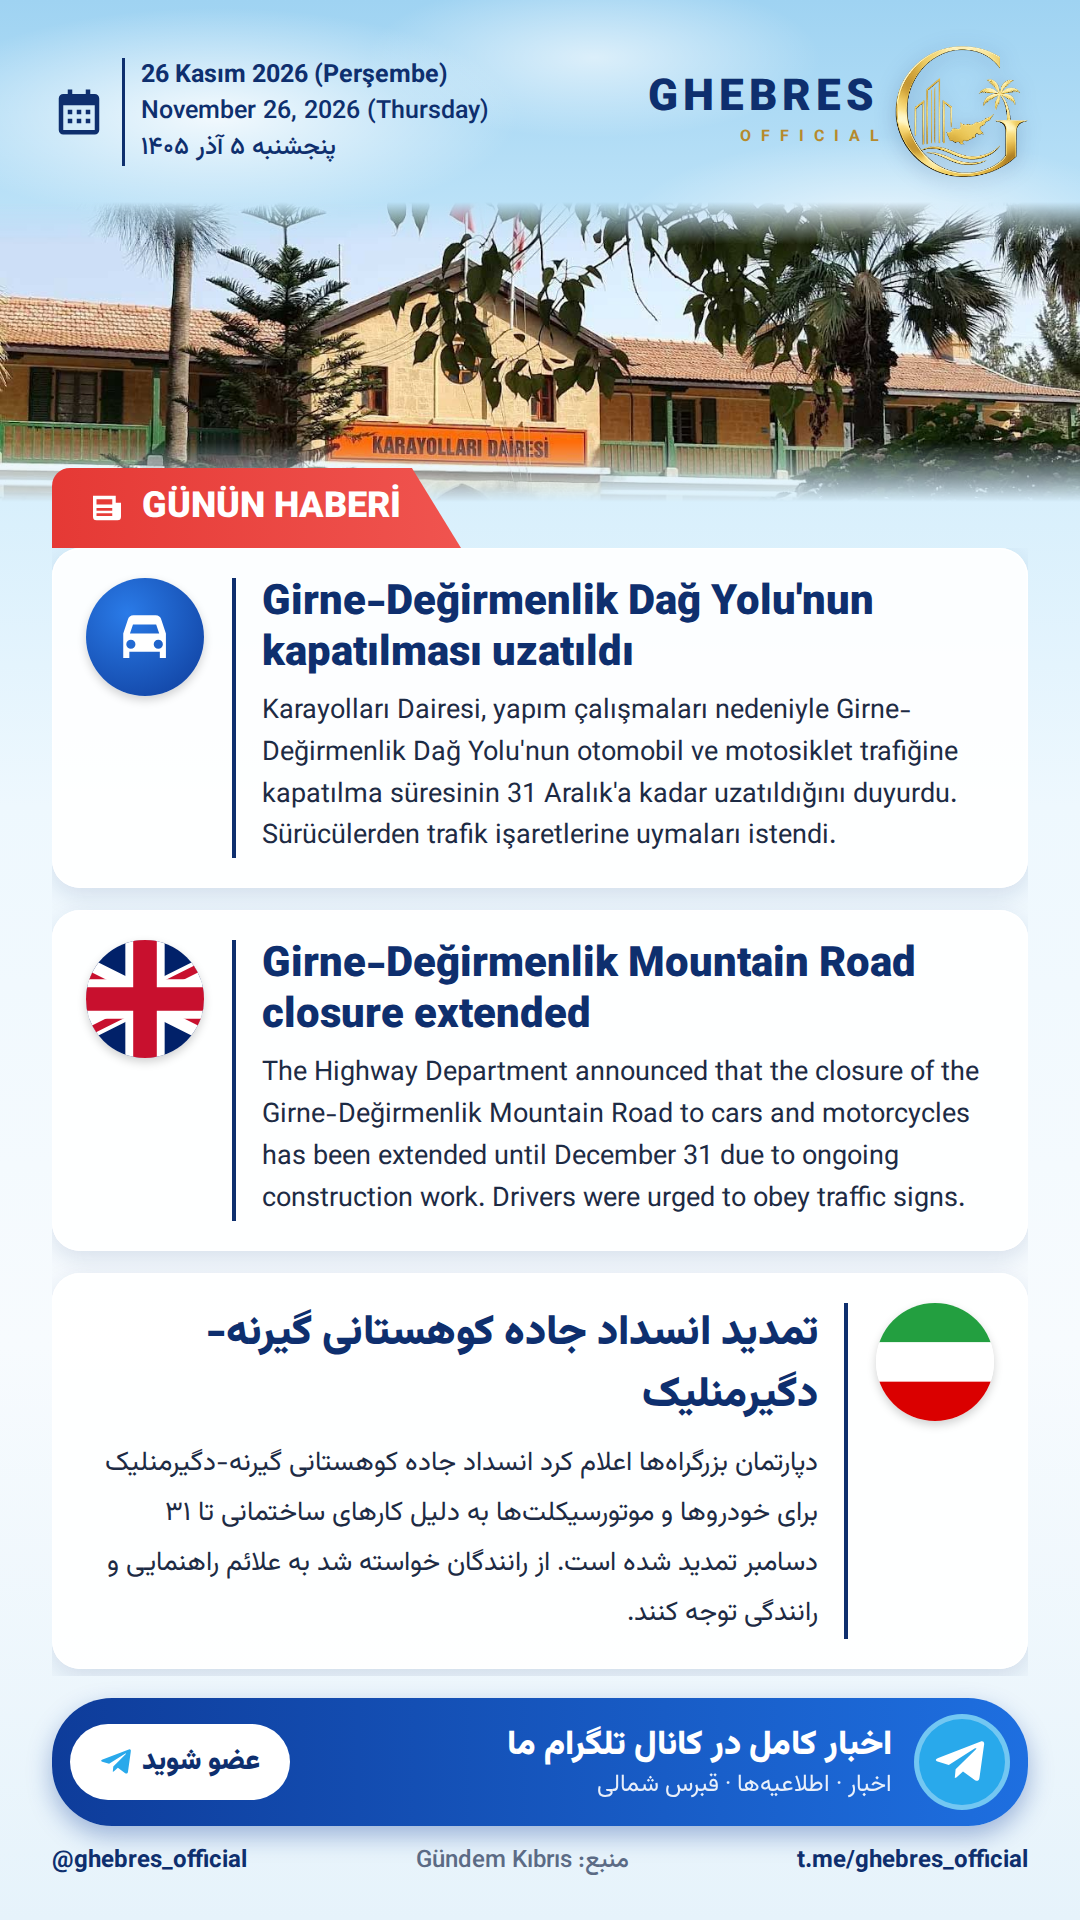 26 Kasım 2026 (Perşembe)
November 26, 2026 (Thursday)
پنجشنبه ۵ آذر ۱۴۰۵
GHEBRES
OFFICIAL
KARAYOLLARI DAİRESİ
GÜNÜN HABERİ
Girne-Değirmenlik Dağ Yolu'nun
kapatılması uzatıldı
Karayolları Dairesi, yapım çalışmaları nedeniyle Girne-
Değirmenlik Dağ Yolu'nun otomobil ve motosiklet trafiğine
kapatılma süresinin 31 Aralık'a kadar uzatıldığını duyurdu.
Sürücülerden trafik işaretlerine uymaları istendi.
Girne-Değirmenlik Mountain Road
closure extended
The Highway Department announced that the closure of the
Girne-Değirmenlik Mountain Road to cars and motorcycles
has been extended until December 31 due to ongoing
construction work. Drivers were urged to obey traffic signs.
تمدید انسداد جاده کوهستانی گیرنه-
دگیرمنلیک
دپارتمان بزرگراه‌ها اعلام کرد انسداد جاده کوهستانی گیرنه-دگیرمنلیک
برای خودروها و موتورسیکلت‌ها به دلیل کارهای ساختمانی تا ۳۱
دسامبر تمدید شده است. از رانندگان خواسته شد به علائم راهنمایی و
رانندگی توجه کنند.
اخبار کامل در کانال تلگرام ما
اخبار · اطلاعیه‌ها · قبرس شمالی
عضو شوید
@ghebres_official
منبع: Gündem Kıbrıs
t.me/ghebres_official